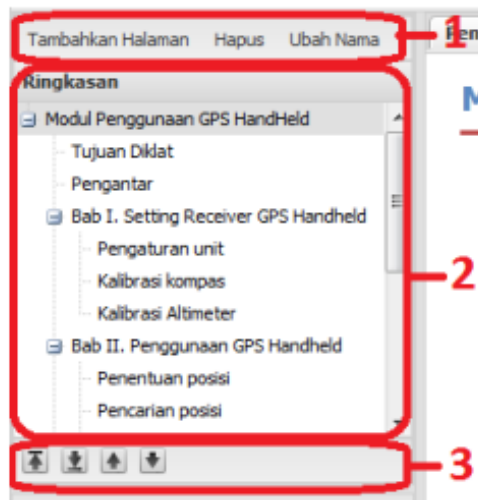 Tambahkan Halaman Hapus Ubah Nama
1
Ringkasan
Modul Penggunaan GPS HandHeld
Tujuan Diklat
Pengantar
Bab I. Setting Receiver GPS Handheld
Pengaturan unit
Kalibrasi kompas
Kalibrasi Altimeter
2
Bab II. Penggunaan GPS Handheld
Penentuan posisi
Pencarian posisi
3